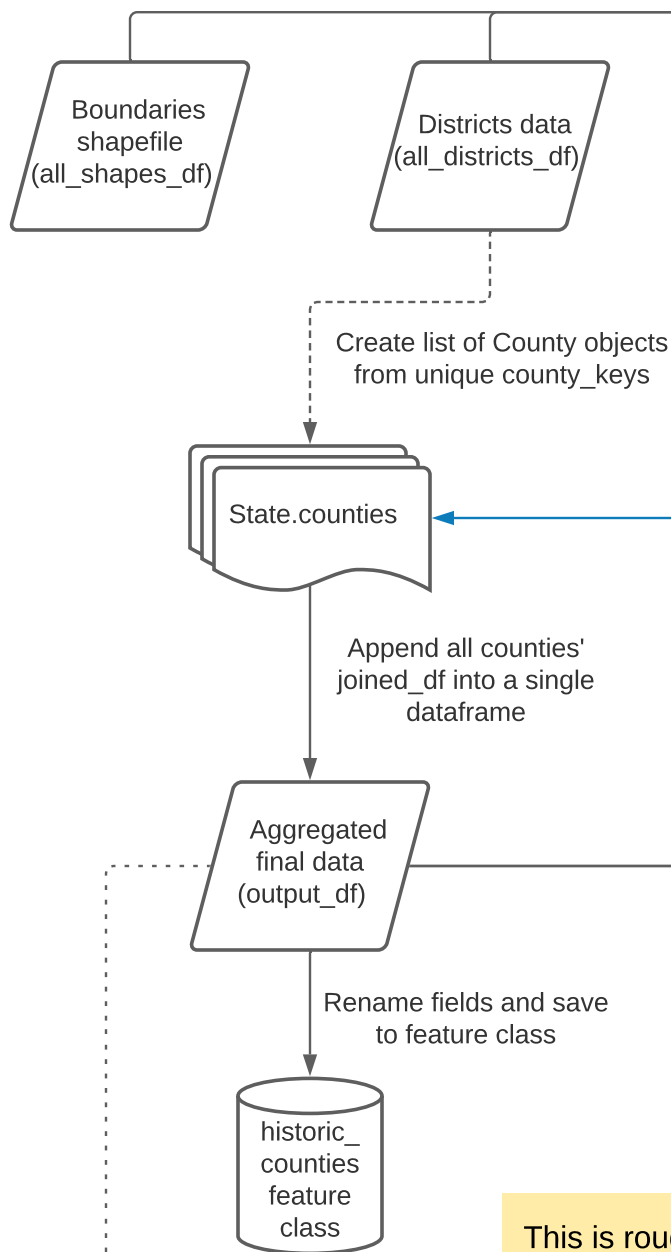 Boundaries
shapefile
(all_shapes_df)
Districts data
(all_districts_df)
Create list of County objects
from unique county_keys
State.counties
Append all counties'
joined_df into a single
dataframe
Aggregated
final data
(output_df)
Rename fields and save
to feature class
historic_
counties
feature
class
This is